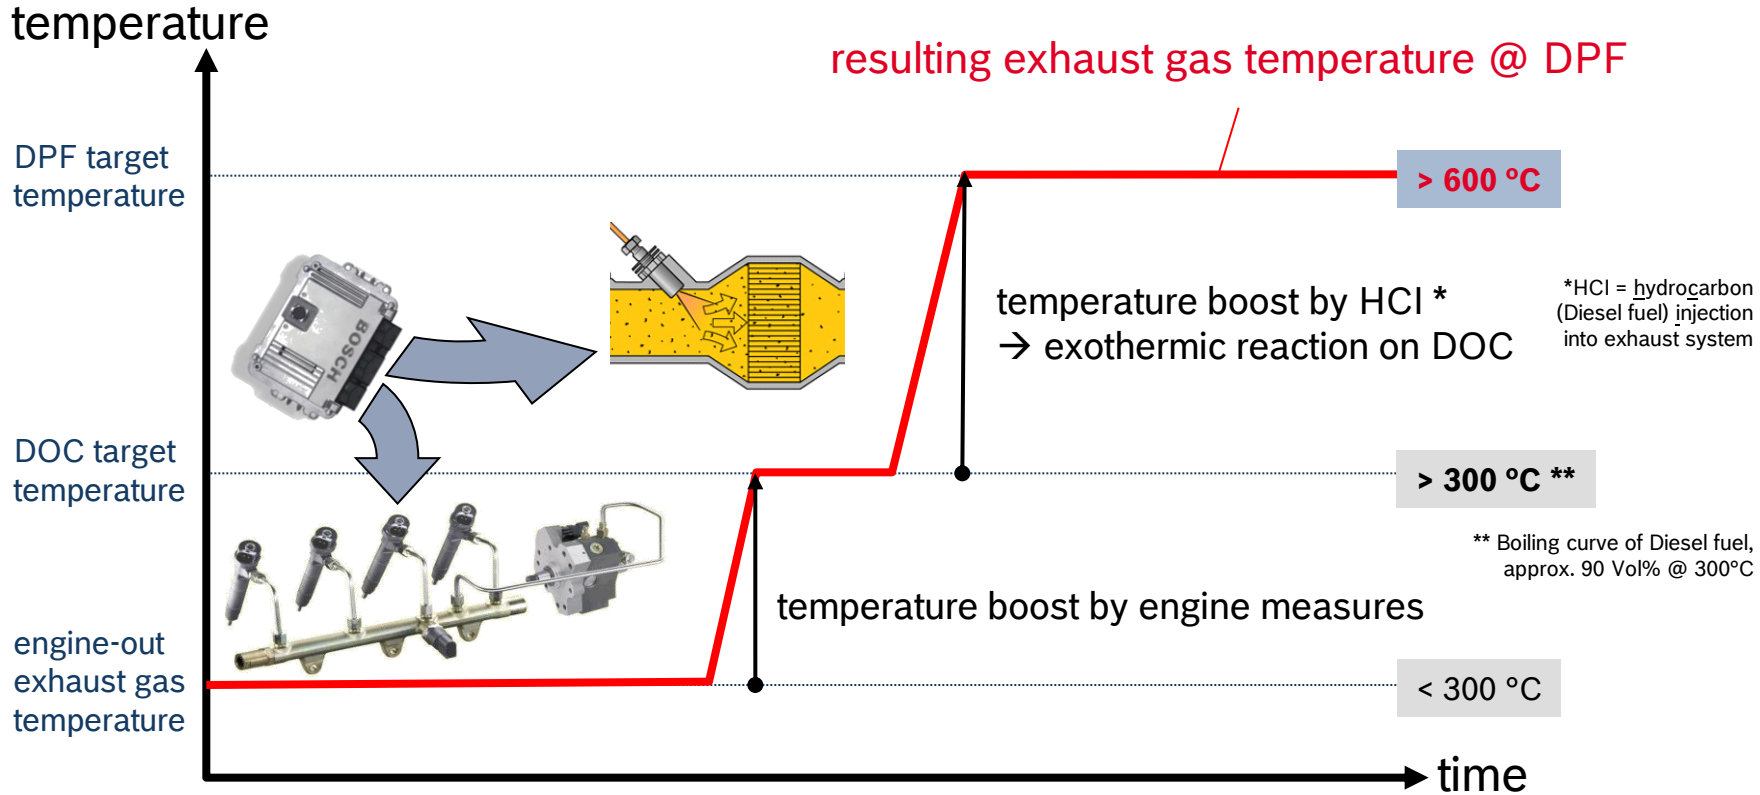 temperature
resulting exhaust gas temperature @ DPF
DPF target
temperature
> 600 °C
BOSCH
temperature boost by HCI *
→ exothermic reaction on DOC
*HCI = hydrocarbon
(Diesel fuel) injection
into exhaust system
DOC target
temperature
> 300 °C **
** Boiling curve of Diesel fuel,
approx. 90 Vol% @ 300°C
temperature boost by engine measures
engine-out
exhaust gas
temperature
< 300 °C
time